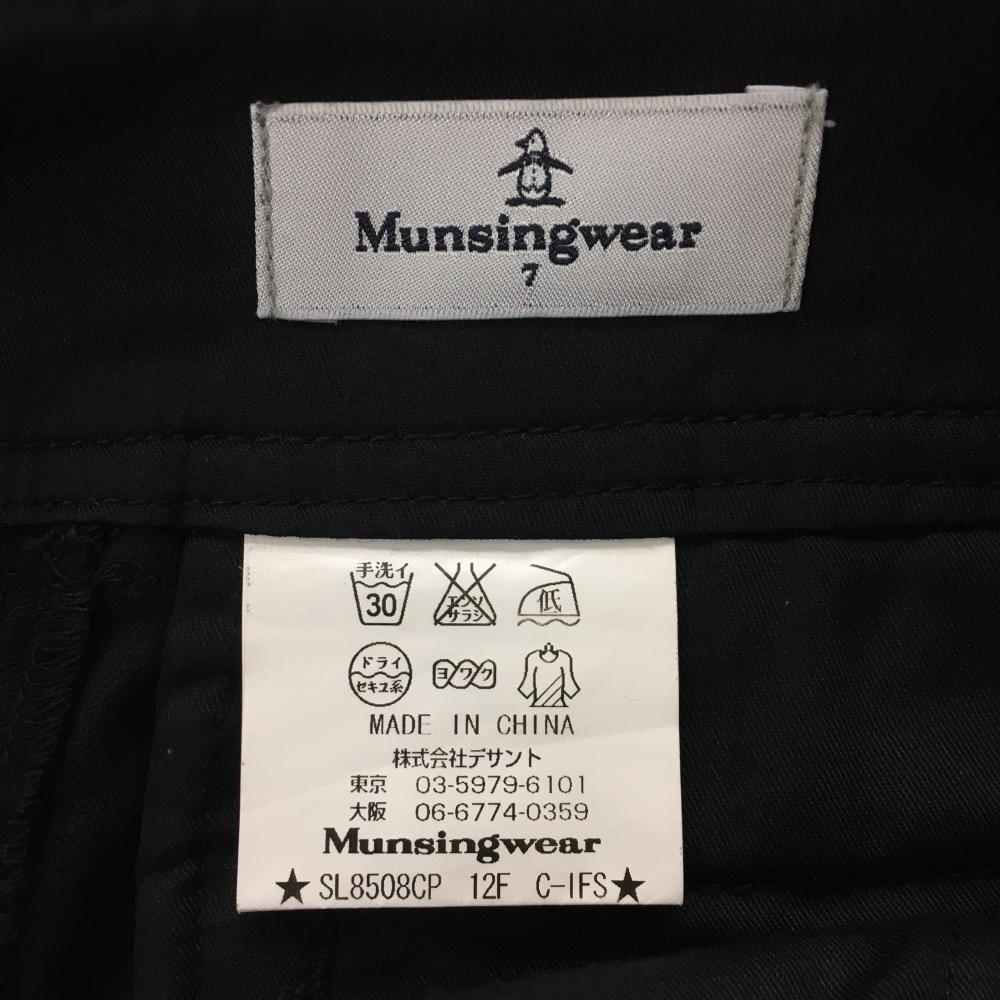 Munsingwear
7
手洗イ
30
エンソ
サラシ
低
ドライ
セキユ系
ヨワク
MADE IN CHINA
株式会社デサント
東京 03-5979-6101
大阪 06-6774-0359
Munsingwear
★ SL8508CP 12F C-IFS ★